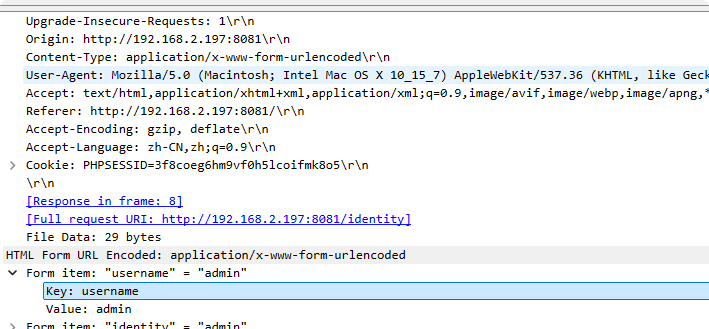 Upgrade-Insecure-Requests: 1\r\n
Origin: http://192.168.2.197:8081\r\n
Content-Type: application/x-www-form-urlencoded\r\n
User-Agent: Mozilla/5.0 (Macintosh; Intel Mac OS X 10_15_7) AppleWebKit/537.36 (KHTML, like Geck
Accept: text/html,application/xhtml+xml,application/xml;q=0.9,image/avif,image/webp,image/apng,*
Referer: http://192.168.2.197:8081/\r\n
Accept-Encoding: gzip, deflate\r\n
Accept-Language: zh-CN,zh;q=0.9\r\n
Cookie: PHPSESSID=3f8coeg6hm9vf0h5lcoifmk8o5\r\n
\r\n
[Response in frame: 8]
[Full request URI: http://192.168.2.197:8081/identity]
File Data: 29 bytes
HTML Form URL Encoded: application/x-www-form-urlencoded
Form item: "username" = "admin"
Key: username
Value: admin
Form item: "identity" = "admin"